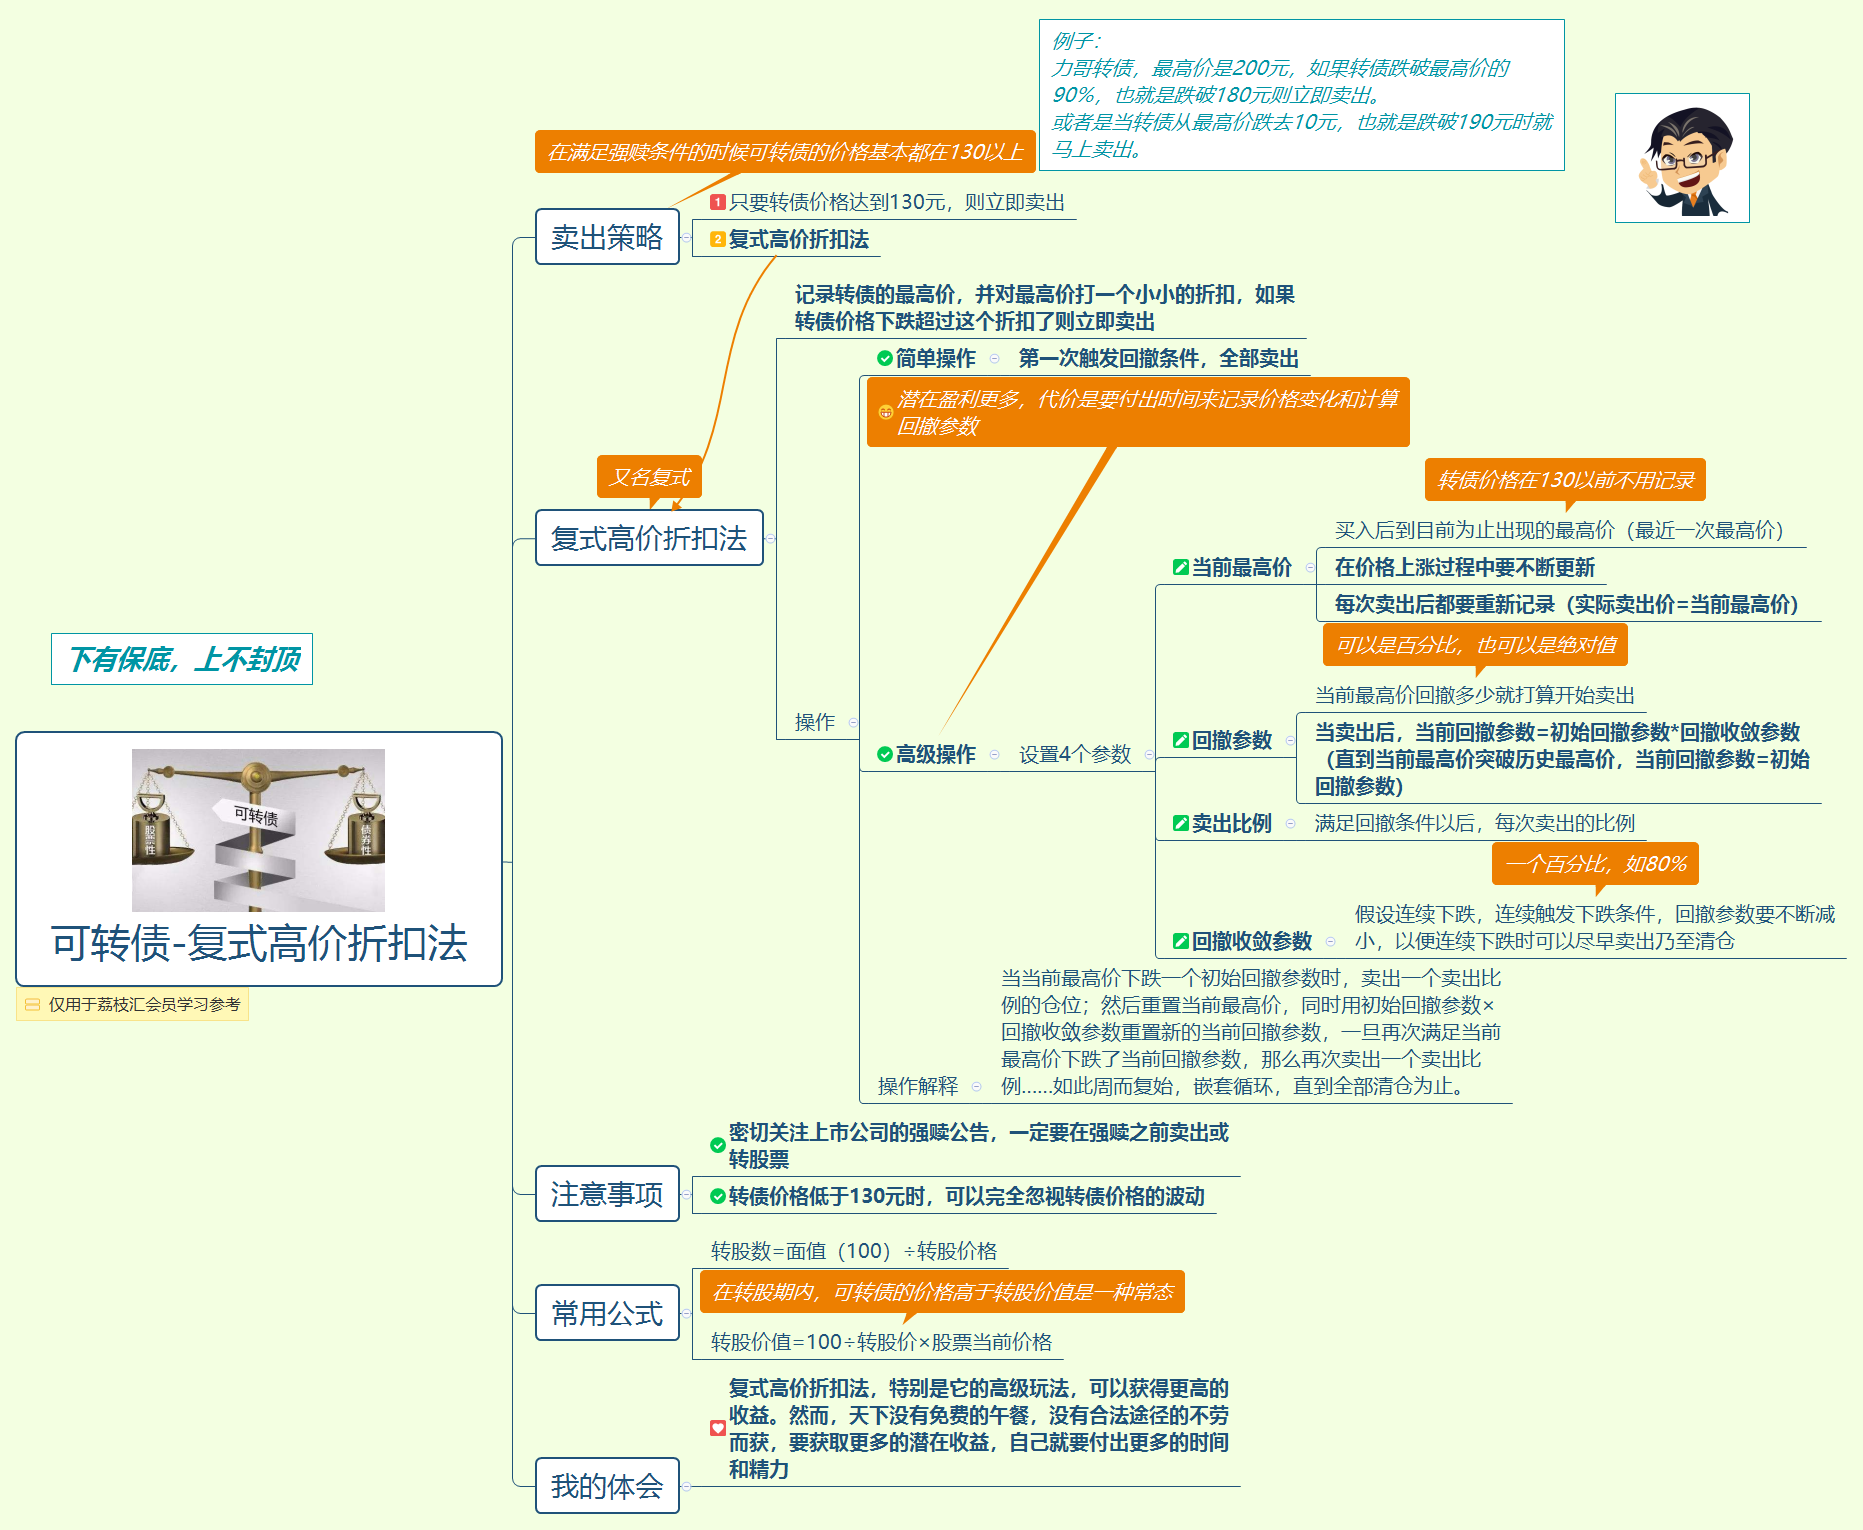 例子：
力哥转债，最高价是200元，如果转债跌破最高价的
90%，也就是跌破180元则立即卖出。
或者是当转债从最高价跌去10元，也就是跌破190元时就
马上卖出。
在满足强赎条件的时候可转债的价格基本都在130以上
卖出策略
1 只要转债价格达到130元，则立即卖出
2 复式高价折扣法
记录转债的最高价，并对最高价打一个小小的折扣，如果
转债价格下跌超过这个折扣了则立即卖出
简单操作
第一次触发回撤条件，全部卖出
潜在盈利更多，代价是要付出时间来记录价格变化和计算
回撤参数
又名复式
复式高价折扣法
操作
高级操作
设置4个参数
转债价格在130以前不用记录
买入后到目前为止出现的最高价（最近一次最高价）
当前最高价
在价格上涨过程中要不断更新
每次卖出后都要重新记录（实际卖出价=当前最高价）
可以是百分比，也可以是绝对值
当前最高价回撤多少就打算开始卖出
回撤参数
当卖出后，当前回撤参数=初始回撤参数*回撤收敛参数
（直到当前最高价突破历史最高价，当前回撤参数=初始
回撤参数）
卖出比例
满足回撤条件以后，每次卖出的比例
一个百分比，如80%
回撤收敛参数
假设连续下跌，连续触发下跌条件，回撤参数要不断减
小，以便连续下跌时可以尽早卖出乃至清仓
操作解释
当当前最高价下跌一个初始回撤参数时，卖出一个卖出比
例的仓位；然后重置当前最高价，同时用初始回撤参数×
回撤收敛参数重置新的当前回撤参数，一旦再次满足当前
最高价下跌了当前回撤参数，那么再次卖出一个卖出比
例......如此周而复始，嵌套循环，直到全部清仓为止。
下有保底，上不封顶
股票性
可转债
债券性
可转债-复式高价折扣法
仅用于荔枝汇会员学习参考
注意事项
密切关注上市公司的强赎公告，一定要在强赎之前卖出或
转股票
转债价格低于130元时，可以完全忽视转债价格的波动
常用公式
转股数=面值（100）÷转股价格
在转股期内，可转债的价格高于转股价值是一种常态
转股价值=100÷转股价×股票当前价格
我的体会
复式高价折扣法，特别是它的高级玩法，可以获得更高的
收益。然而，天下没有免费的午餐，没有合法途径的不劳
而获，要获取更多的潜在收益，自己就要付出更多的时间
和精力